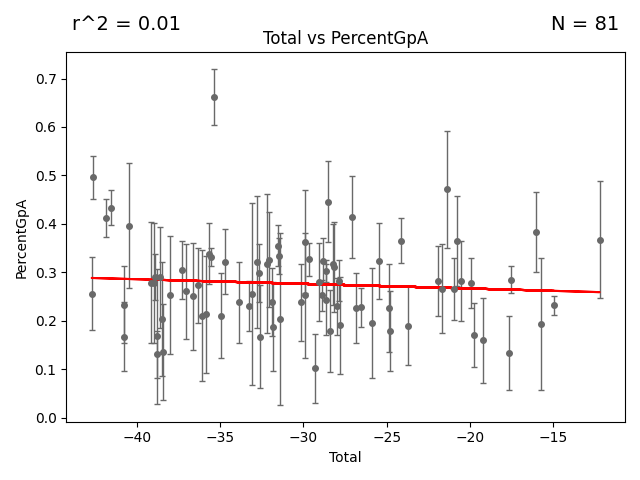 r^2 = 0.01
N = 81
Total vs PercentGpA
PercentGpA
0.7
0.6
0.5
0.4
0.3
0.2
0.1
0.0
−40
−35
−30
−25
−20
−15
Total